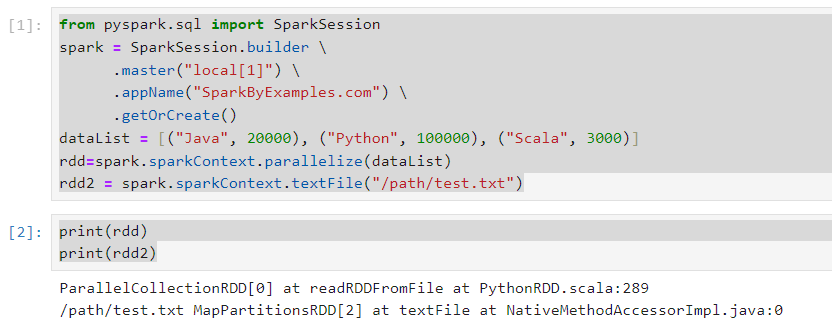 [1]:
from pyspark.sql import SparkSession
spark = SparkSession.builder \
      .master("local[1]") \
      .appName("SparkByExamples.com") \
      .getOrCreate()
dataList = [("Java", 20000), ("Python", 100000), ("Scala", 3000)]
rdd=spark.sparkContext.parallelize(dataList)
rdd2 = spark.sparkContext.textFile("/path/test.txt")
[2]:
print(rdd)
print(rdd2)
ParallelCollectionRDD[0] at readRDDFromFile at PythonRDD.scala:289
/path/test.txt MapPartitionsRDD[2] at textFile at NativeMethodAccessorImpl.java:0